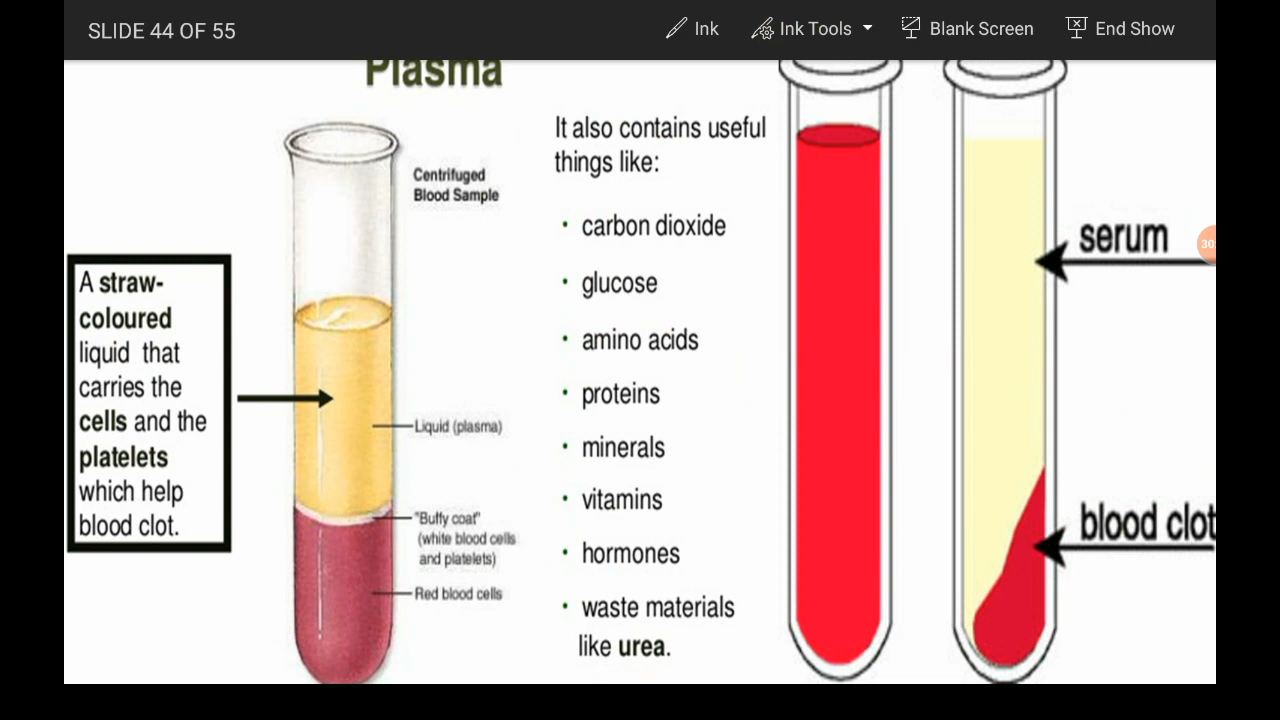 SLIDE 44 OF 55
Ink
Ink Tools
Blank Screen
End Show
Plasma
A straw-
coloured
liquid that
carries the
cells and the
platelets
which help
blood clot.
Centrifuged
Blood Sample
Liquid (plasma)
"Buffy coat"
(white blood cells
and platelets)
Red blood cells
It also contains useful
things like:
• carbon dioxide
• glucose
• amino acids
• proteins
• minerals
• vitamins
• hormones
• waste materials
like urea.
serum
blood clot
30